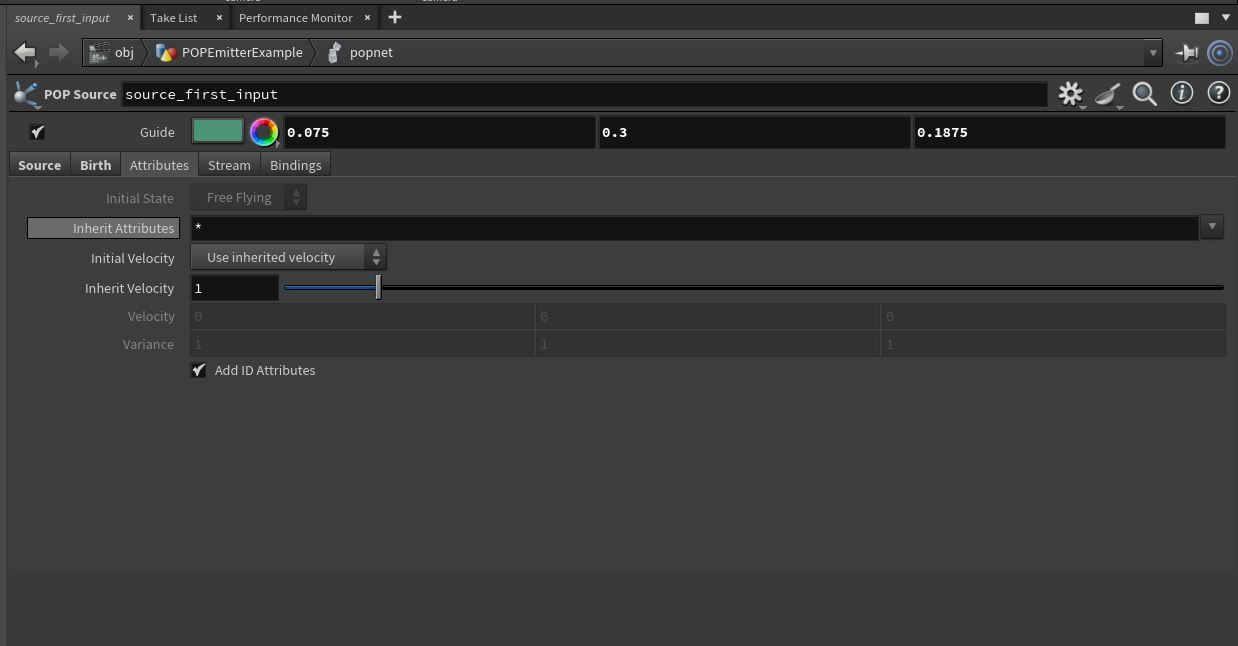 source_first_input × Take List × Performance Monitor × +
obj POPEmitterExample popnet
POP Source source_first_input
Guide 0.075 0.3 0.1875
Source Birth Attributes Stream Bindings
Initial State Free Flying
Inherit Attributes *
Initial Velocity Use inherited velocity
Inherit Velocity 1
Velocity 0 0 0
Variance 1 1 1
Add ID Attributes